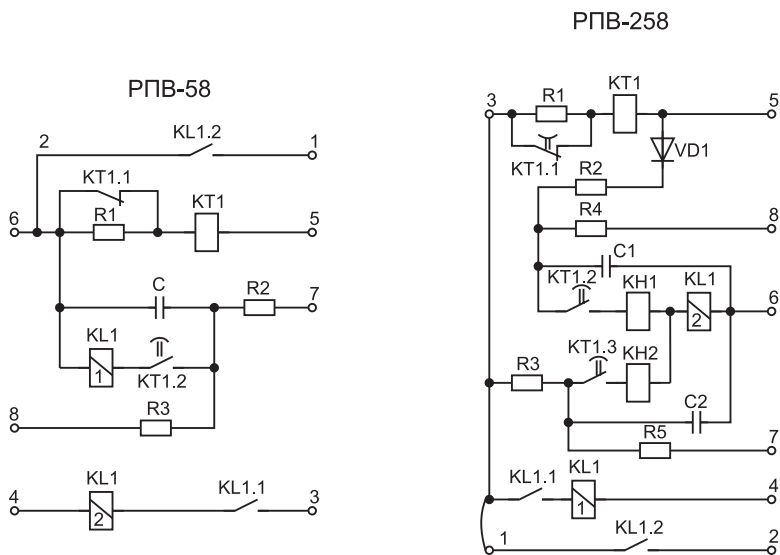 РПВ-58
2
KL1.2
1
KT1.1
6
R1
KT1
5
C
R2
7
KL1
1
KT1.2
8
R3
4
KL1
2
KL1.1
3
РПВ-258
3
R1
KT1
5
KT1.1
VD1
R2
R4
8
C1
KT1.2
KH1
KL1
2
6
R3
KT1.3
KH2
C2
R5
7
KL1.1
KL1
1
4
1
KL1.2
2